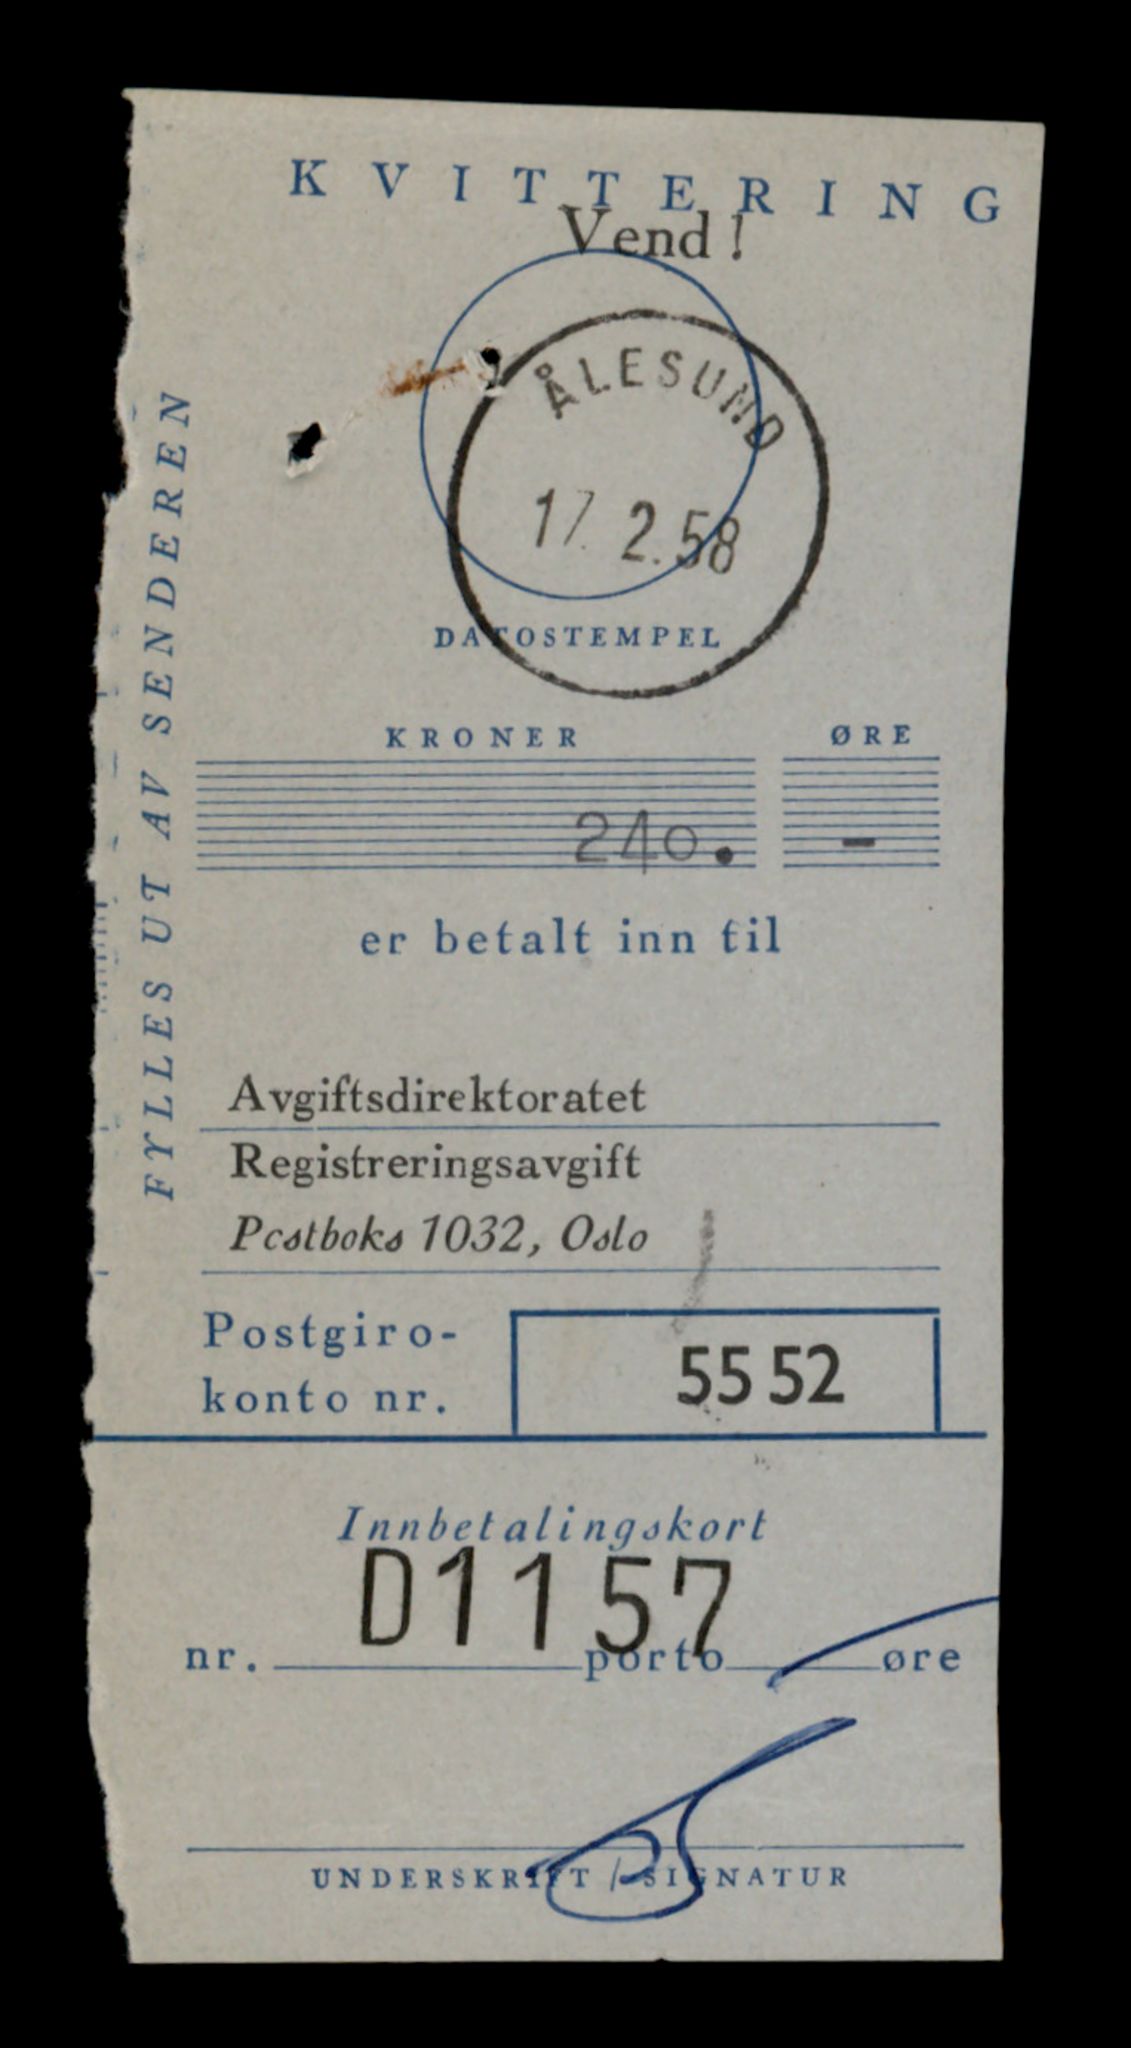 KVITTERING
Vend !
ÅLESUND
17. 2.58
DATOSTEMPEL
FYLLES UT AV SENDEREN
KRONER ØRE
240. -
er betalt inn til
Avgiftsdirektoratet
Registreringsavgift
Postboks 1032, Oslo
Postgiro-
konto nr. 5552
Innbetalingskort
D1157
nr. porto øre
UNDERSKRIFT / SIGNATUR